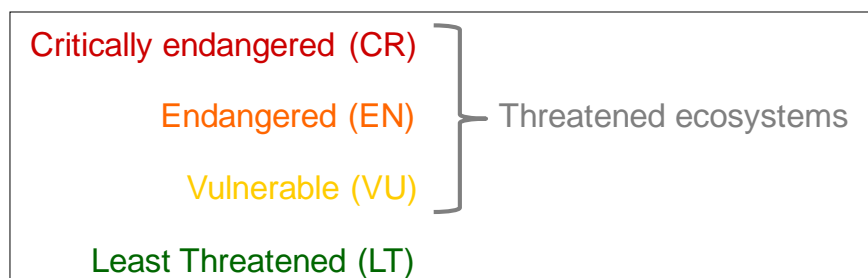 Critically endangered (CR)
Endangered (EN)
Threatened ecosystems
Vulnerable (VU)
Least Threatened (LT)